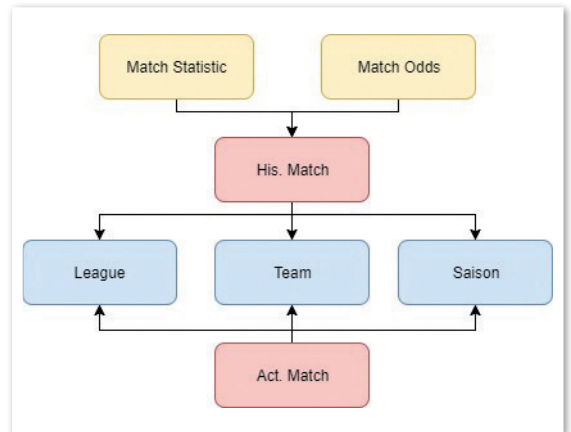 Match Statistic
Match Odds
His. Match
League
Team
Saison
Act. Match